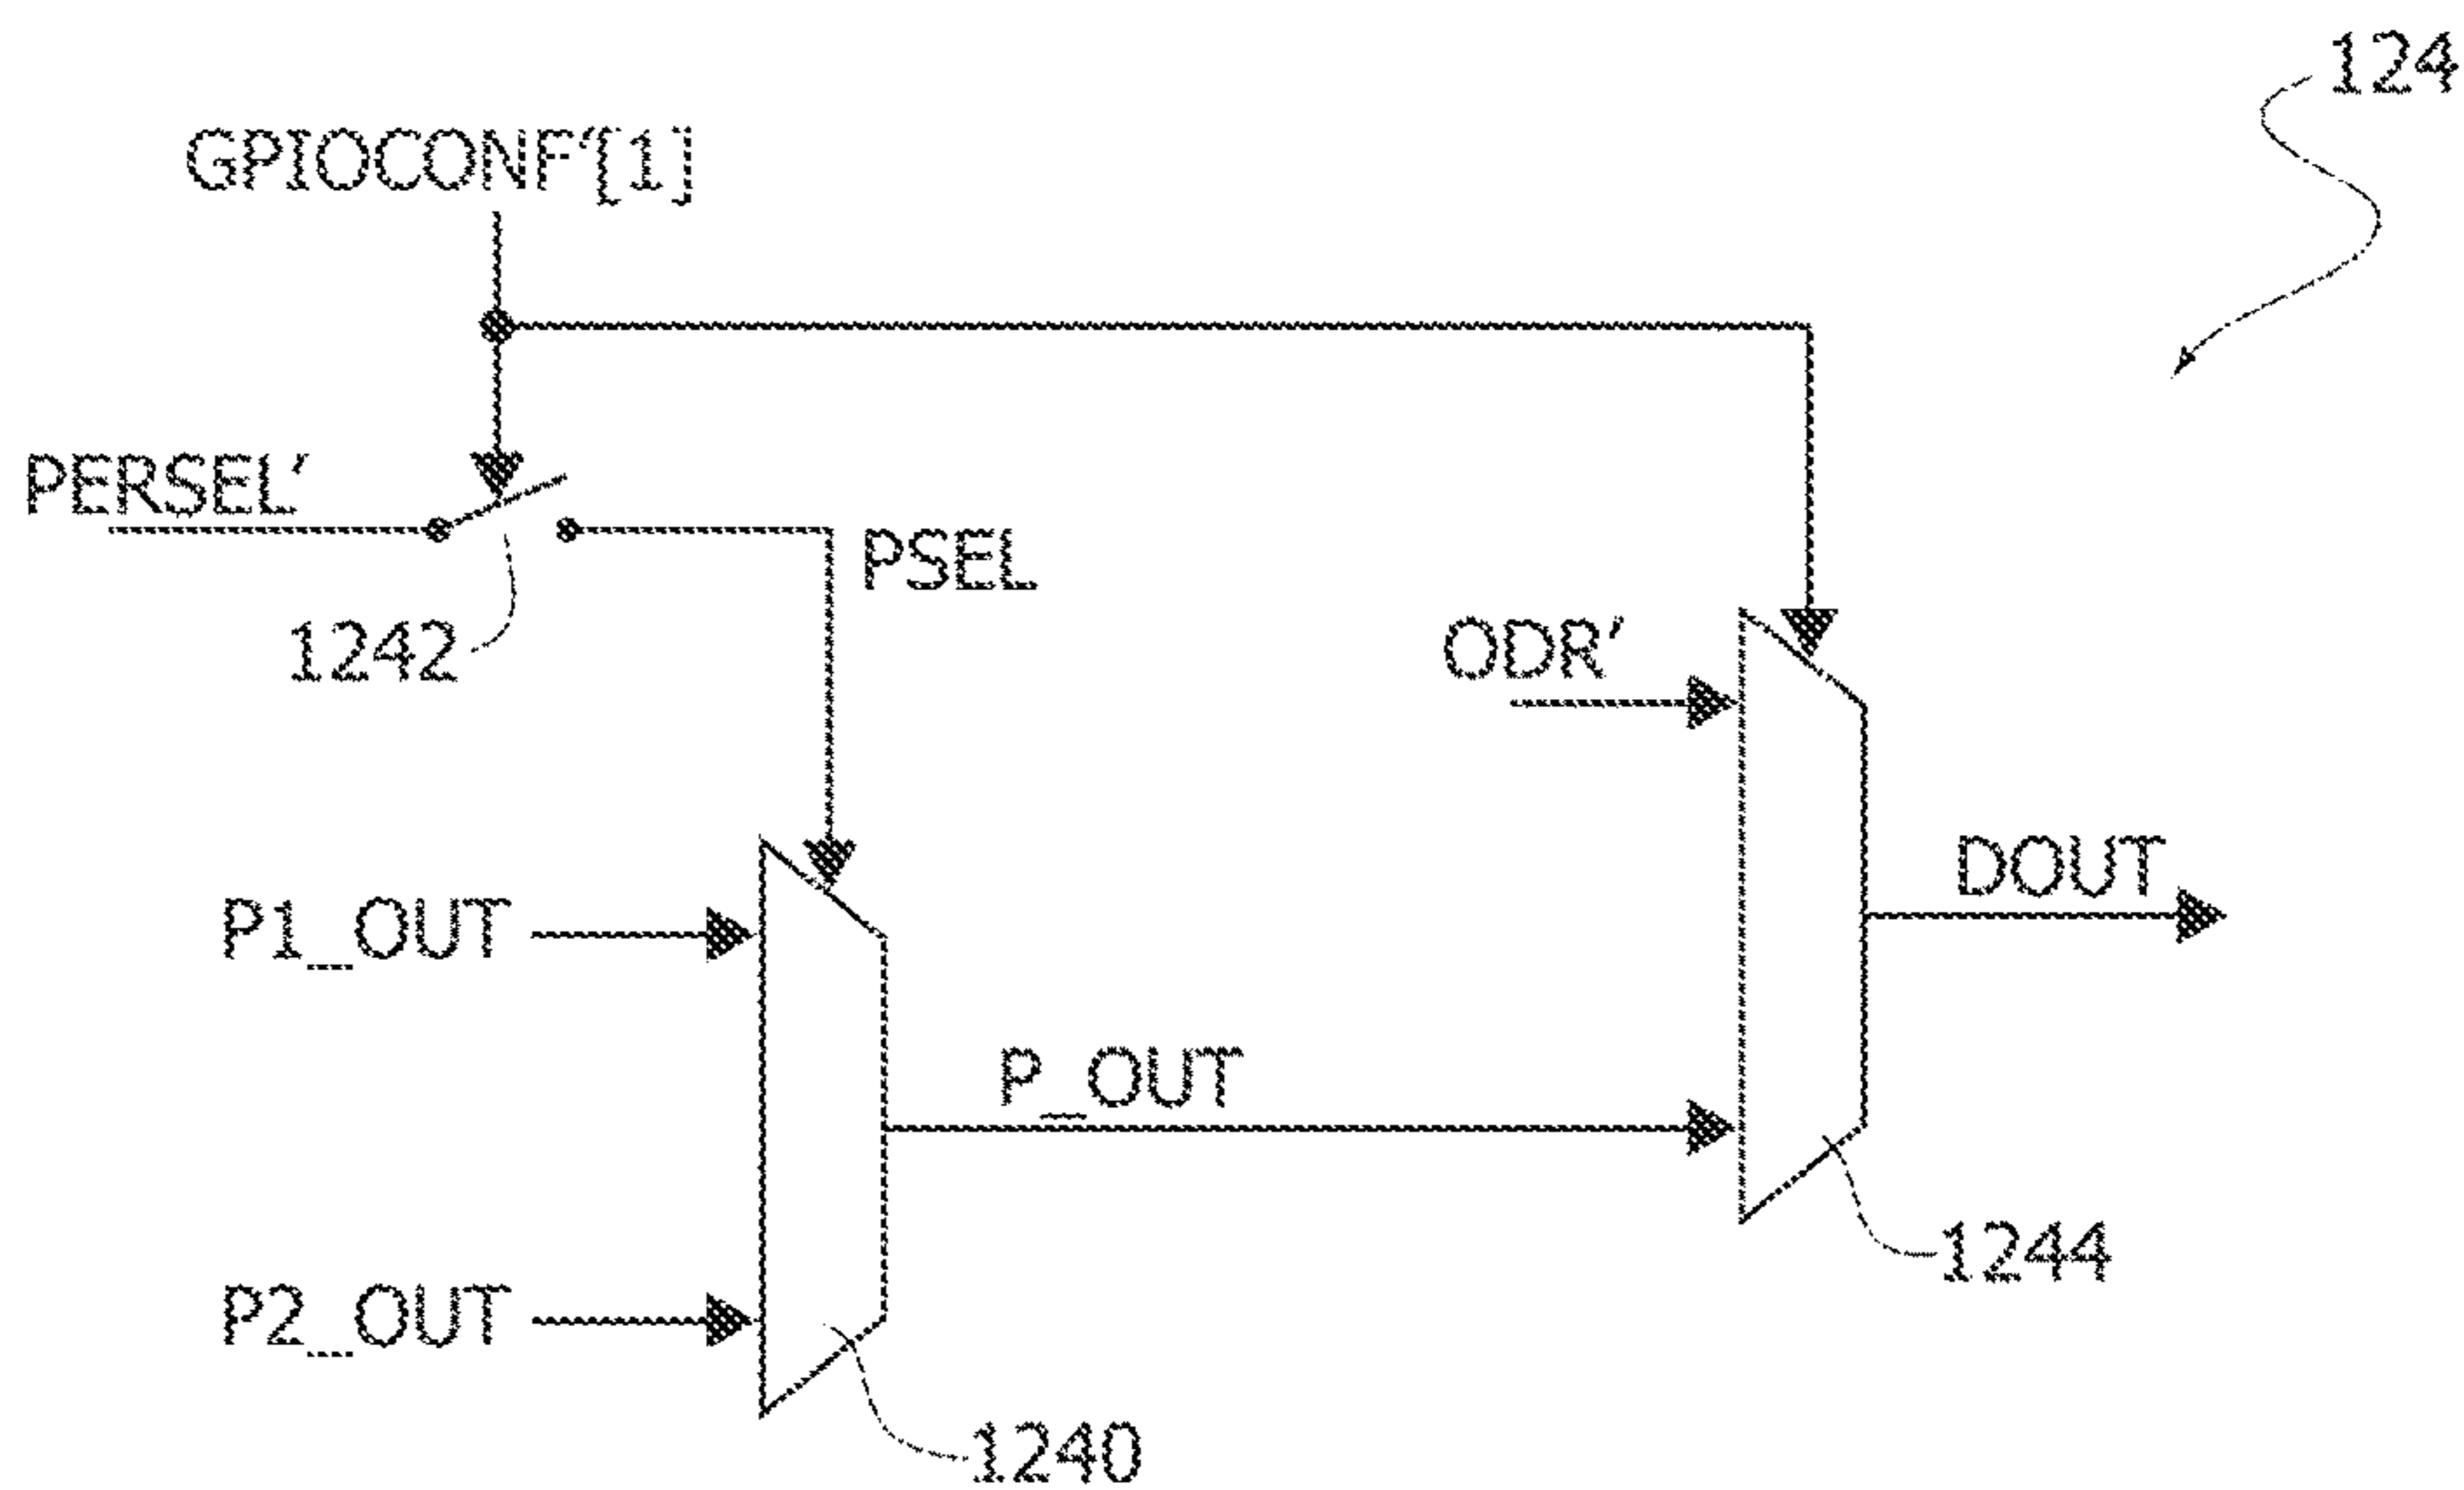 124
GPIOCONF'[1]
PERSEL'
PSEL
1242
ODR'
DOUT
P1_OUT
P_OUT
1244
P2_OUT
1240